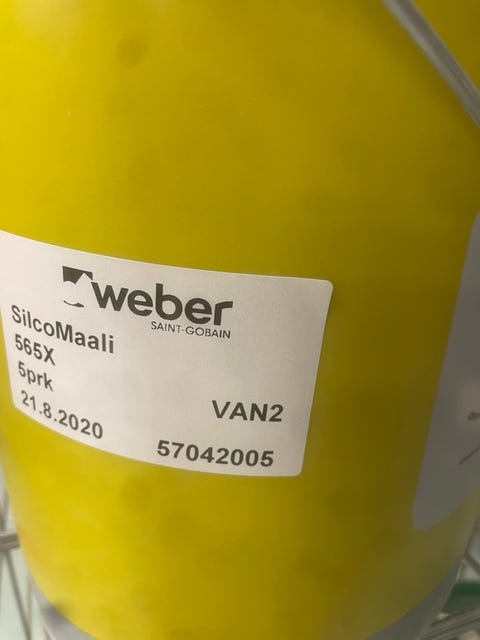 weber
SAINT-GOBAIN
SilcoMaali
565X
5prk
21.8.2020
VAN2
57042005